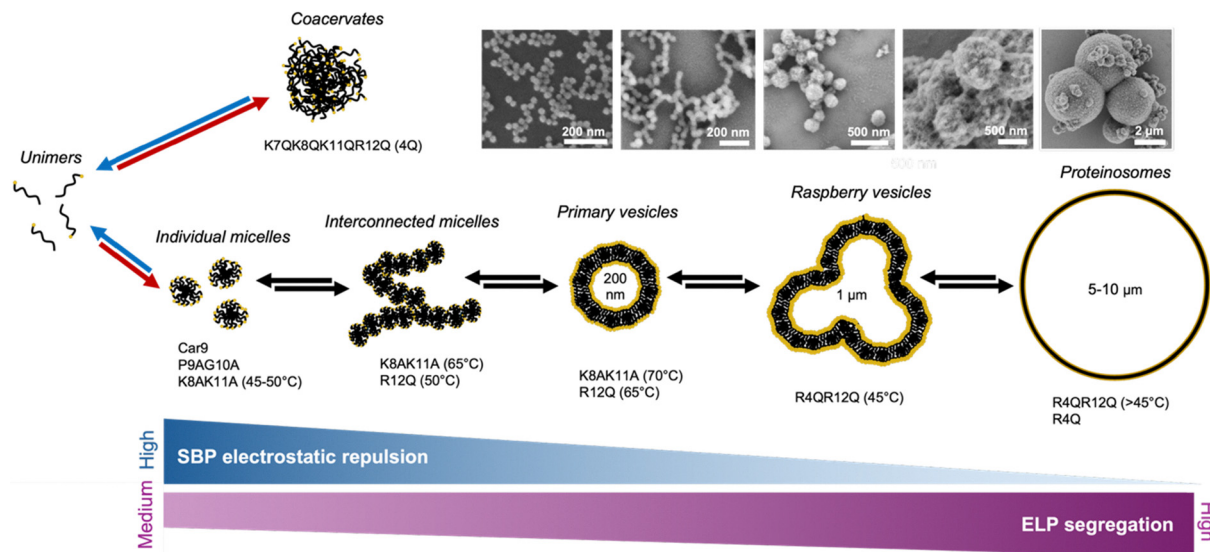 Coacervates
200 nm
200 nm
500 nm
500 nm
2 µm
K7QK8QK11QR12Q (4Q)
Unimers
Individual micelles
Interconnected micelles
Primary vesicles
Raspberry vesicles
Proteinosomes
200
nm
1 µm
5-10 µm
Car9
P9AG10A
K8AK11A (45-50°C)
K8AK11A (65°C)
R12Q (50°C)
K8AK11A (70°C)
R12Q (65°C)
R4QR12Q (45°C)
R4QR12Q (>45°C)
R4Q
High
SBP electrostatic repulsion
Medium
ELP segregation
High